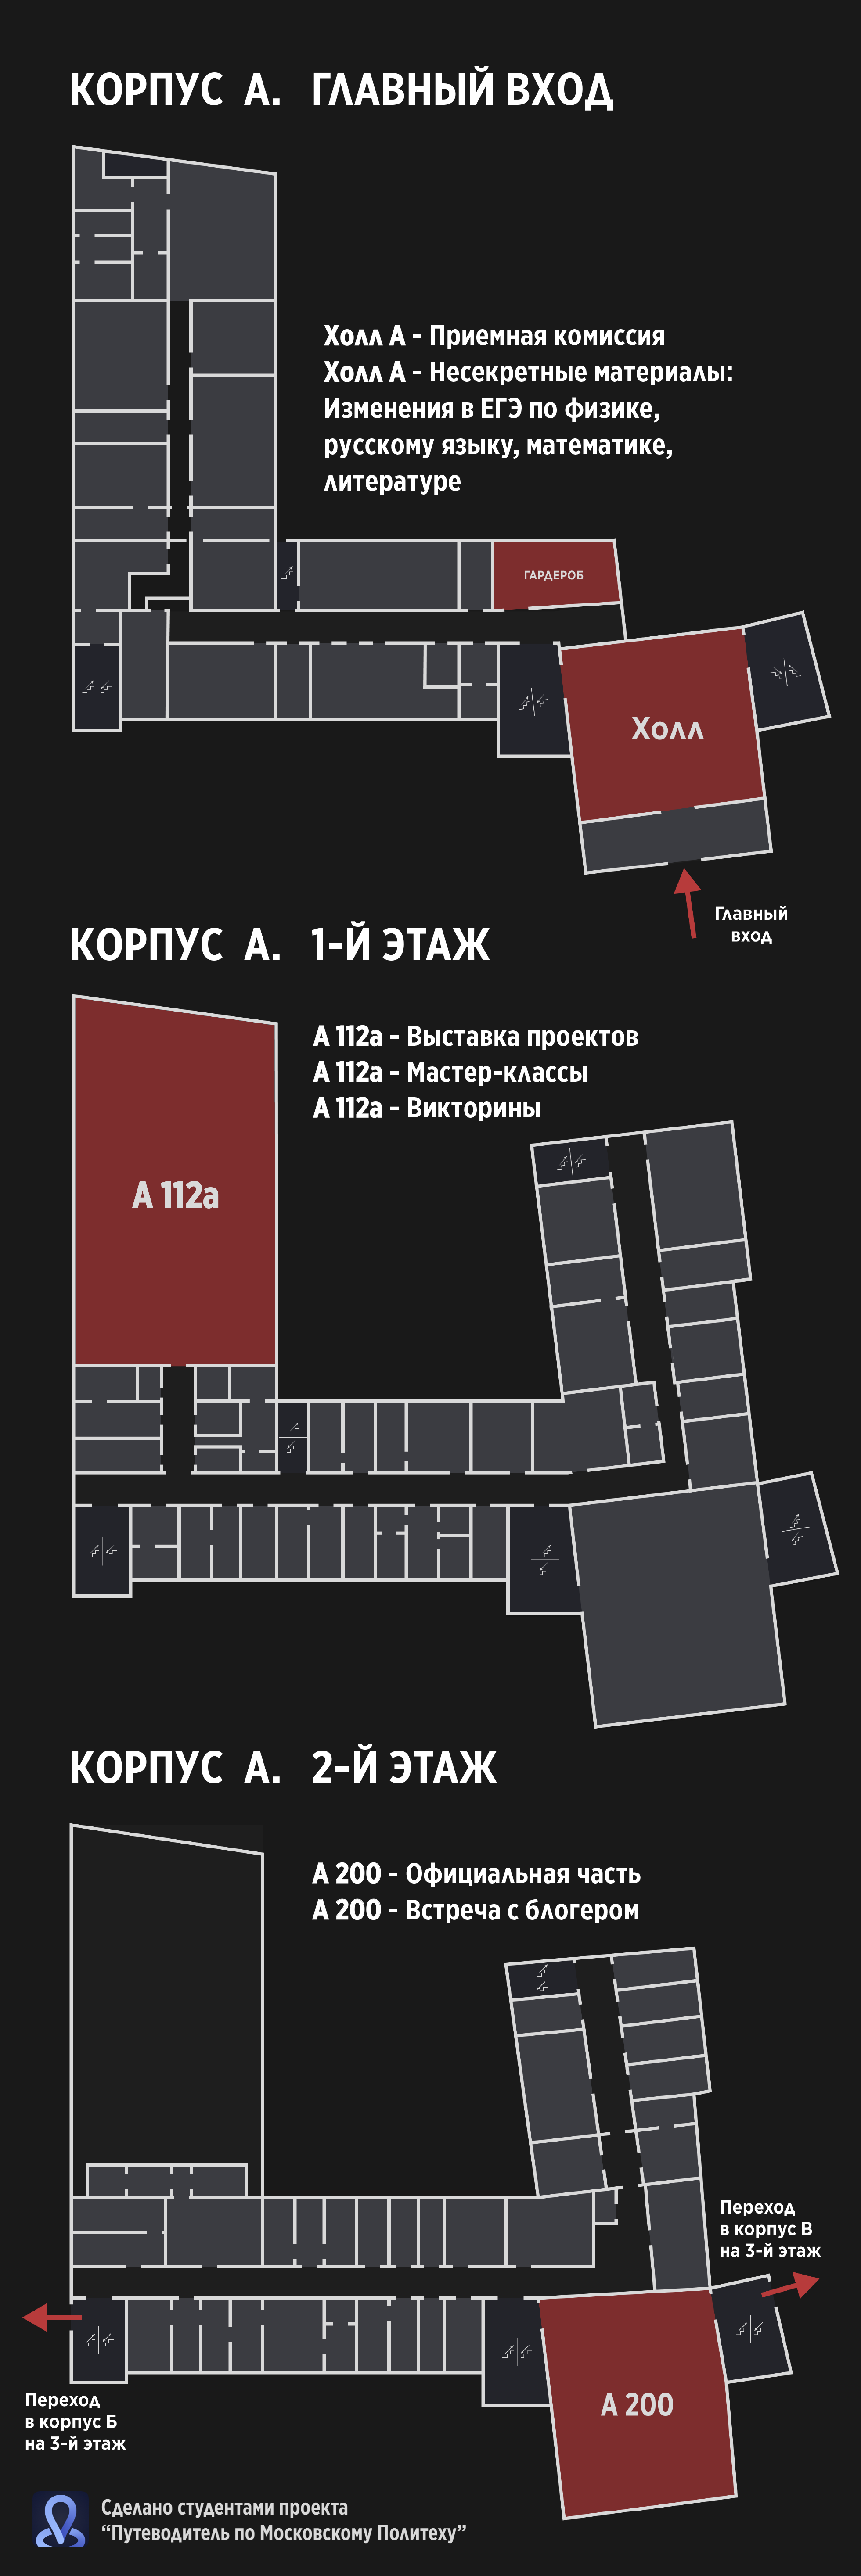 КОРПУС А. ГЛАВНЫЙ ВХОД
Холл А - Приемная комиссия
Холл А - Несекретные материалы:
Изменения в ЕГЭ по физике,
русскому языку, математике,
литературе
ГАРДЕРОБ
Холл
Главный
вход
КОРПУС А. 1-Й ЭТАЖ
А 112а - Выставка проектов
А 112а - Мастер-классы
А 112а - Викторины
А 112а
КОРПУС А. 2-Й ЭТАЖ
А 200 - Официальная часть
А 200 - Встреча с блогером
Переход
в корпус В
на 3-й этаж
А 200
Переход
в корпус Б
на 3-й этаж
Сделано студентами проекта
“Путеводитель по Московскому Политеху”